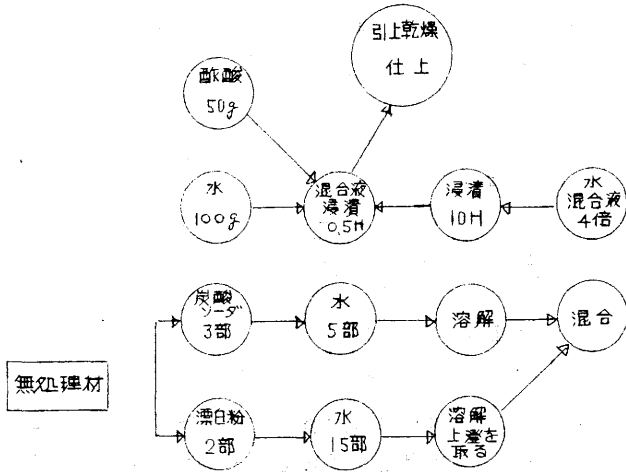 引上乾燥
仕上
酢酸
50g
水
100g
混合液
浸漬
0.5H
浸漬
10H
水
混合液
4倍
炭酸
ソーダ
3部
水
5部
溶解
混合
無処理材
漂白粉
2部
水
15部
溶解
上澄を
取る